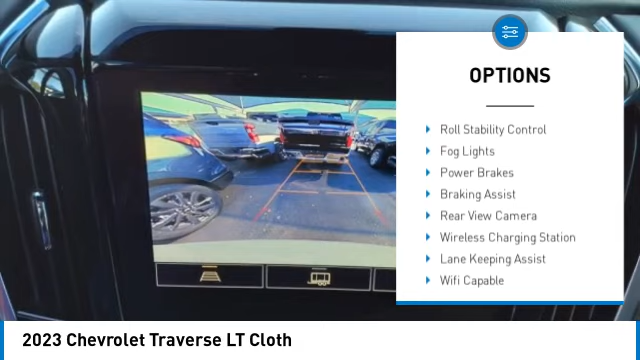 OPTIONS
Roll Stability Control
Fog Lights
Power Brakes
Braking Assist
Rear View Camera
Wireless Charging Station
Lane Keeping Assist
Wifi Capable
2023 Chevrolet Traverse LT Cloth